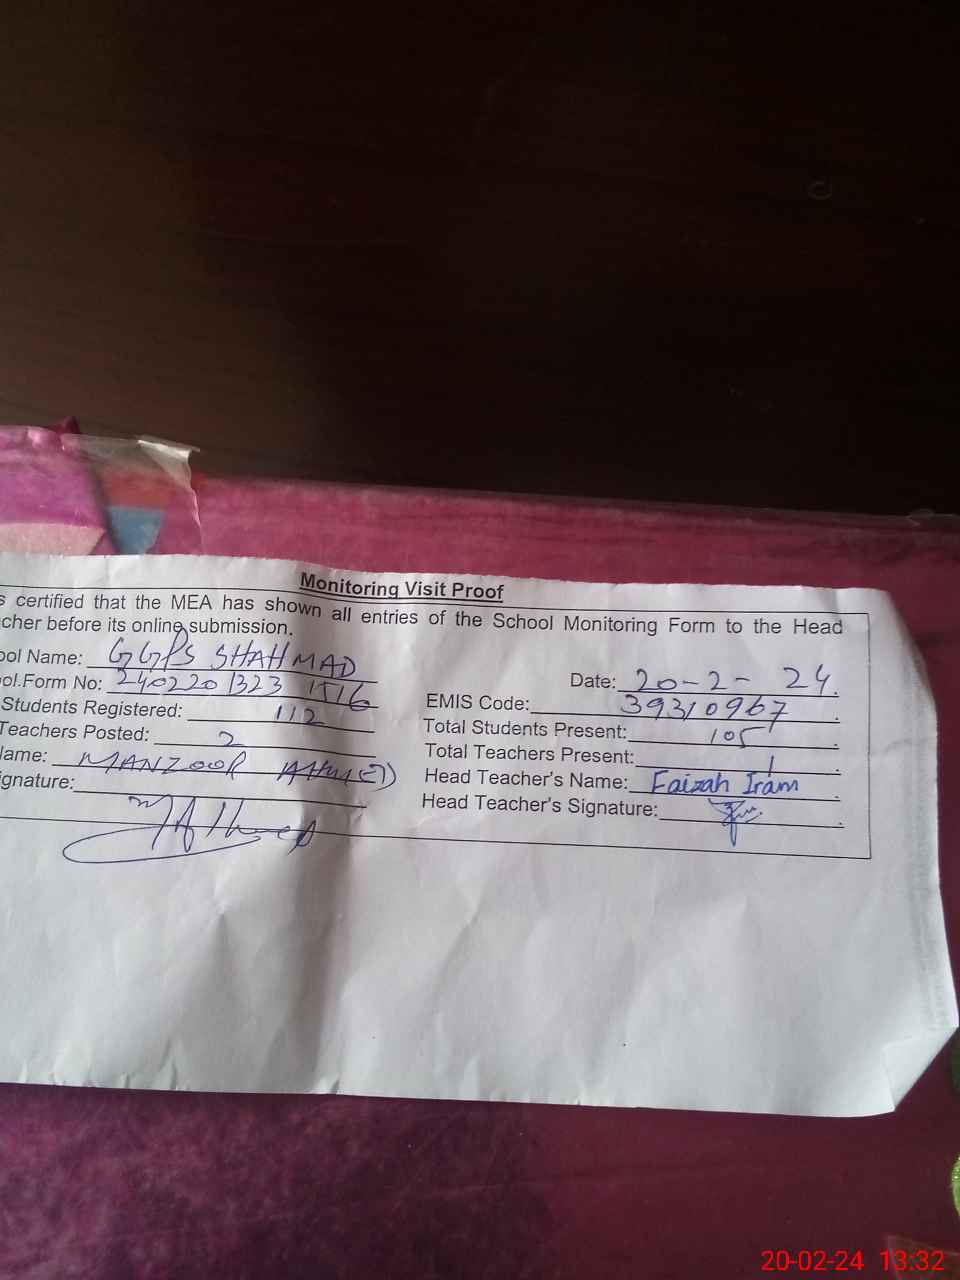 Monitoring Visit Proof
s certified that the MEA has shown all entries of the School Monitoring Form to the Head
cher before its online submission.
ool Name: GGPS SHAHMAD
Date: 20-2-24.
ol.Form No: 2402201323 1516
EMIS Code: 39310967.
Students Registered: 112
Total Students Present: 105.
Teachers Posted: 2
Total Teachers Present: 1.
lame: MANZOOR AHMED
Head Teacher's Name: Faizah Iram.
ignature:
Head Teacher's Signature: .
20-02-24 13:32